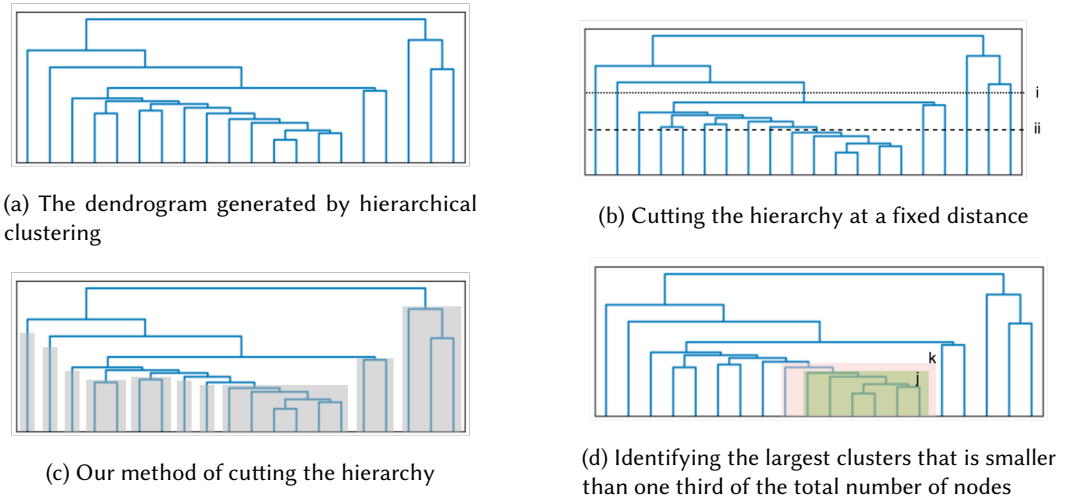 i
ii
(a) The dendrogram generated by hierarchical
clustering
(b) Cutting the hierarchy at a fixed distance
k
j
(c) Our method of cutting the hierarchy
(d) Identifying the largest clusters that is smaller
than one third of the total number of nodes